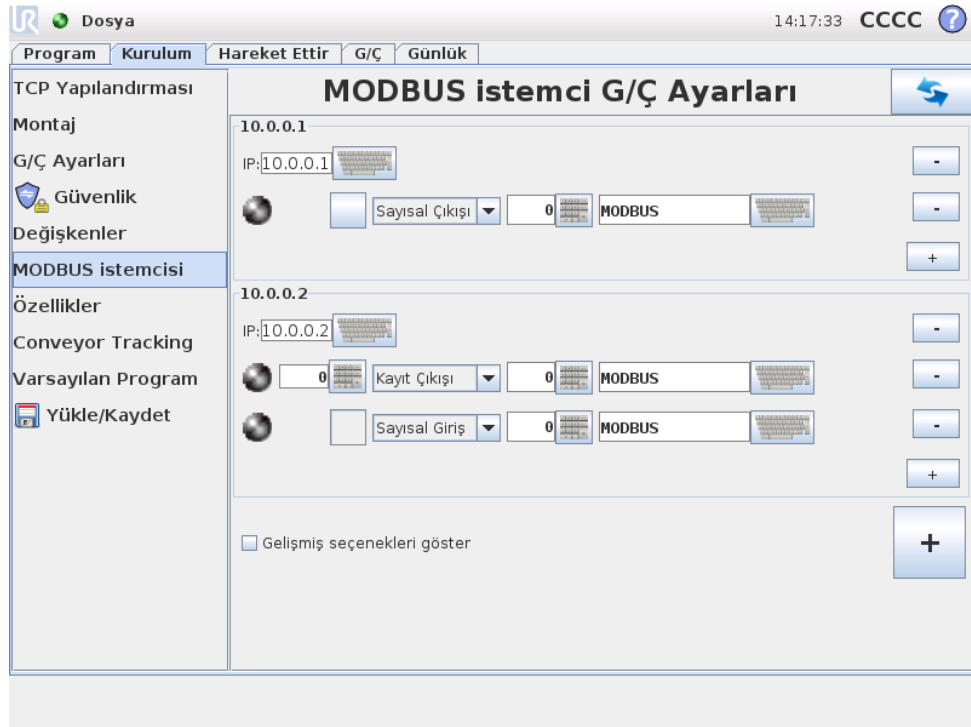 UR Dosya 14:17:33 CCCC ?
Program Kurulum Hareket Ettir G/Ç Günlük
TCP Yapılandırması
Montaj
G/Ç Ayarları
Güvenlik
Değişkenler
MODBUS istemcisi
Özellikler
Conveyor Tracking
Varsayılan Program
Yükle/Kaydet
MODBUS istemci G/Ç Ayarları
10.0.0.1
IP: 10.0.0.1 -
Sayısal Çıkışı 0 MODBUS -
+
10.0.0.2
IP: 10.0.0.2 -
0 Kayıt Çıkışı 0 MODBUS -
Sayısal Giriş 0 MODBUS -
+
Gelişmiş seçenekleri göster +